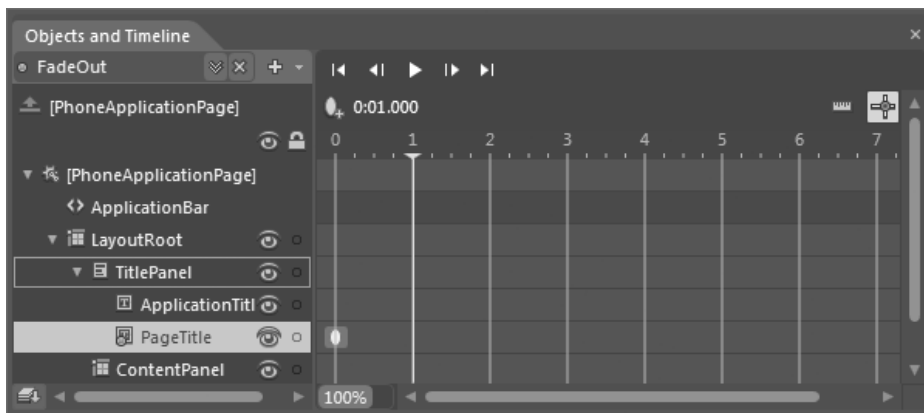 Objects and Timeline
FadeOut
[PhoneApplicationPage]
0:01.000
0 1 2 3 4 5 6 7
[PhoneApplicationPage]
ApplicationBar
LayoutRoot
TitlePanel
ApplicationTitl
PageTitle
ContentPanel
100%